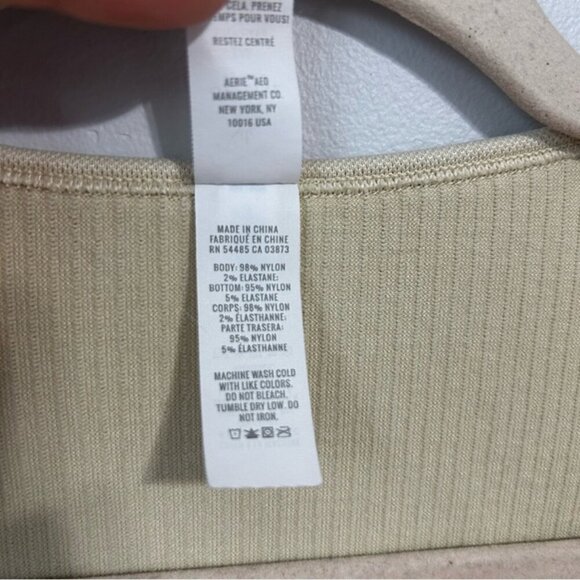 CELA. PRENEZ
TEMPS POUR VOUS!
RESTEZ CENTRÉ
AERIE™ AEO
MANAGEMENT CO.
NEW YORK, NY
10016 USA
MADE IN CHINA
FABRIQUÉ EN CHINE
RN 54485 CA 03873
BODY: 98% NYLON
2% ELASTANE;
BOTTOM: 95% NYLON
5% ELASTANE
CORPS: 98% NYLON
2% ÉLASTHANNE;
PARTE TRASERA:
95% NYLON
5% ÉLASTHANNE
MACHINE WASH COLD
WITH LIKE COLORS.
DO NOT BLEACH.
TUMBLE DRY LOW. DO
NOT IRON.